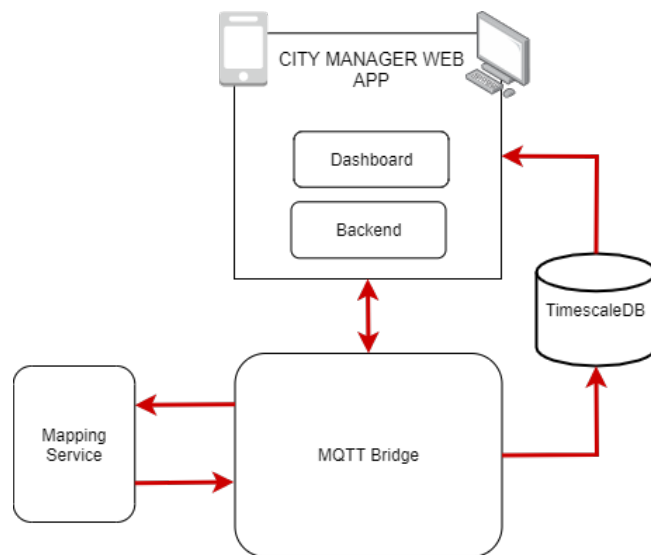 CITY MANAGER WEB
APP
Dashboard
Backend
TimescaleDB
Mapping
Service
MQTT Bridge